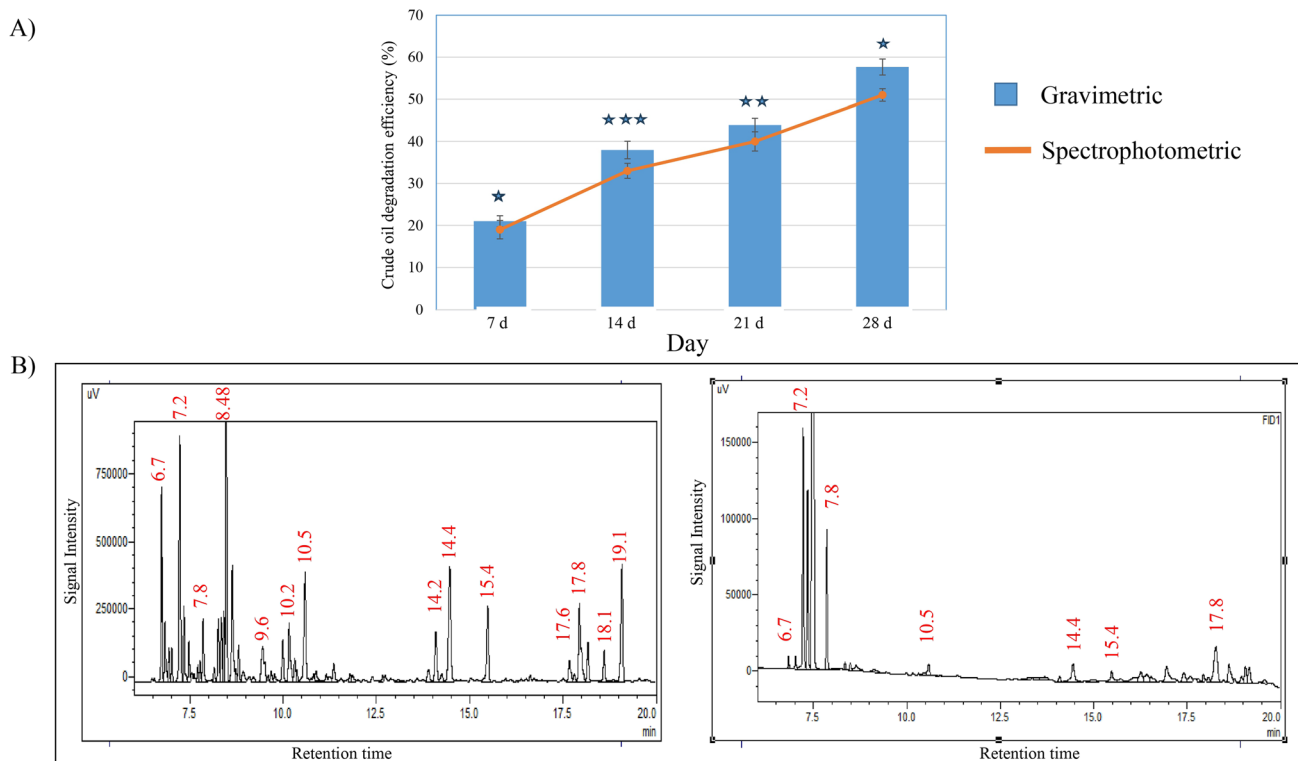 A)
Crude oil degradation efficiency (%)
70
60
50
40
30
20
10
0
7 d
14 d
21 d
28 d
Day
Gravimetric
Spectrophotometric
B)
uV
Signal Intensity
750000
500000
250000
0
6.7
7.2
7.8
8.48
9.6
10.2
10.5
14.2
14.4
15.4
17.6
17.8
18.1
19.1
7.5
10.0
12.5
15.0
17.5
20.0
min
Retention time
uV
FID1
Signal Intensity
150000
100000
50000
0
6.7
7.2
7.8
10.5
14.4
15.4
17.8
7.5
10.0
12.5
15.0
17.5
20.0
min
Retention time